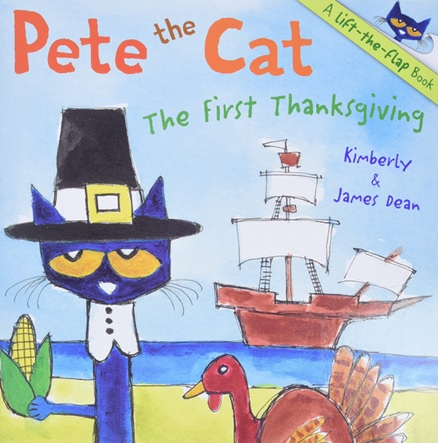 Pete the Cat
A Lift-the-Flap Book
The First Thanksgiving
Kimberly
&
James Dean